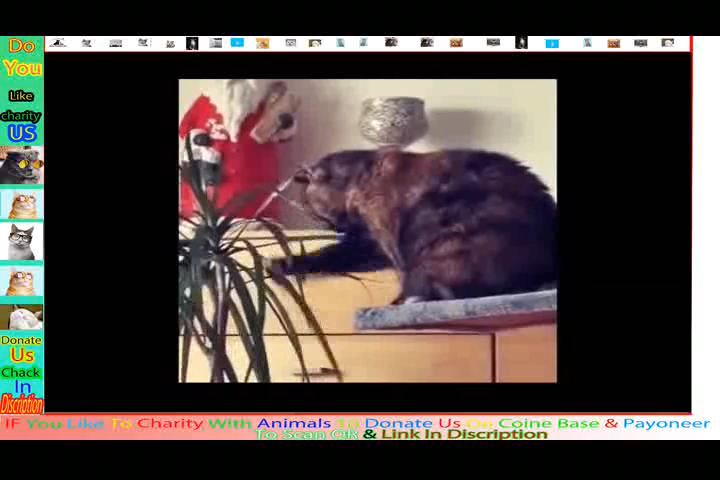 Do
You
Like
charity
US
Donate
Us
Chack
In
Discription
IF You Like To Charity With Animals To Donate Us On Coine Base & Payoneer
To Scan QR & Link In Discription